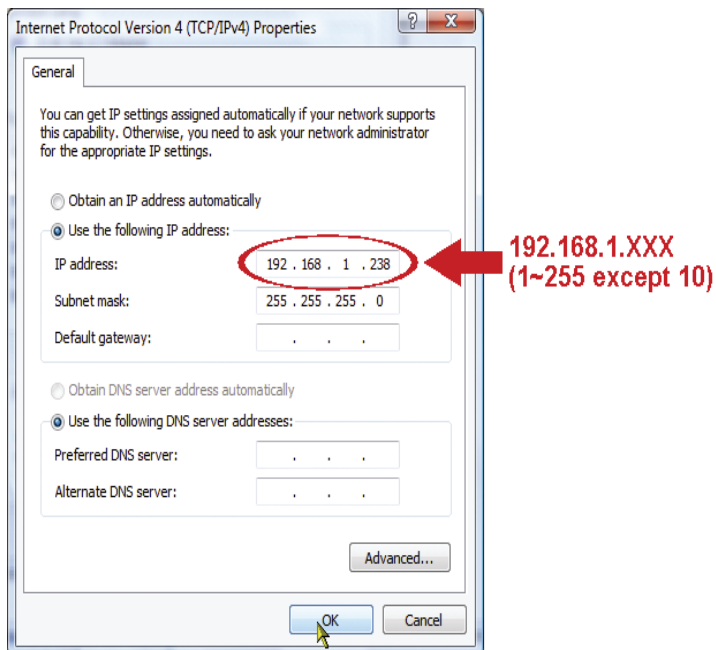 Internet Protocol Version 4 (TCP/IPv4) Properties
General
You can get IP settings assigned automatically if your network supports
this capability. Otherwise, you need to ask your network administrator
for the appropriate IP settings.
Obtain an IP address automatically
Use the following IP address:
IP address: 192 . 168 . 1 . 238
192.168.1.XXX
(1~255 except 10)
Subnet mask: 255 . 255 . 255 . 0
Default gateway: . . .
Obtain DNS server address automatically
Use the following DNS server addresses:
Preferred DNS server: . . .
Alternate DNS server: . . .
Advanced...
OK Cancel